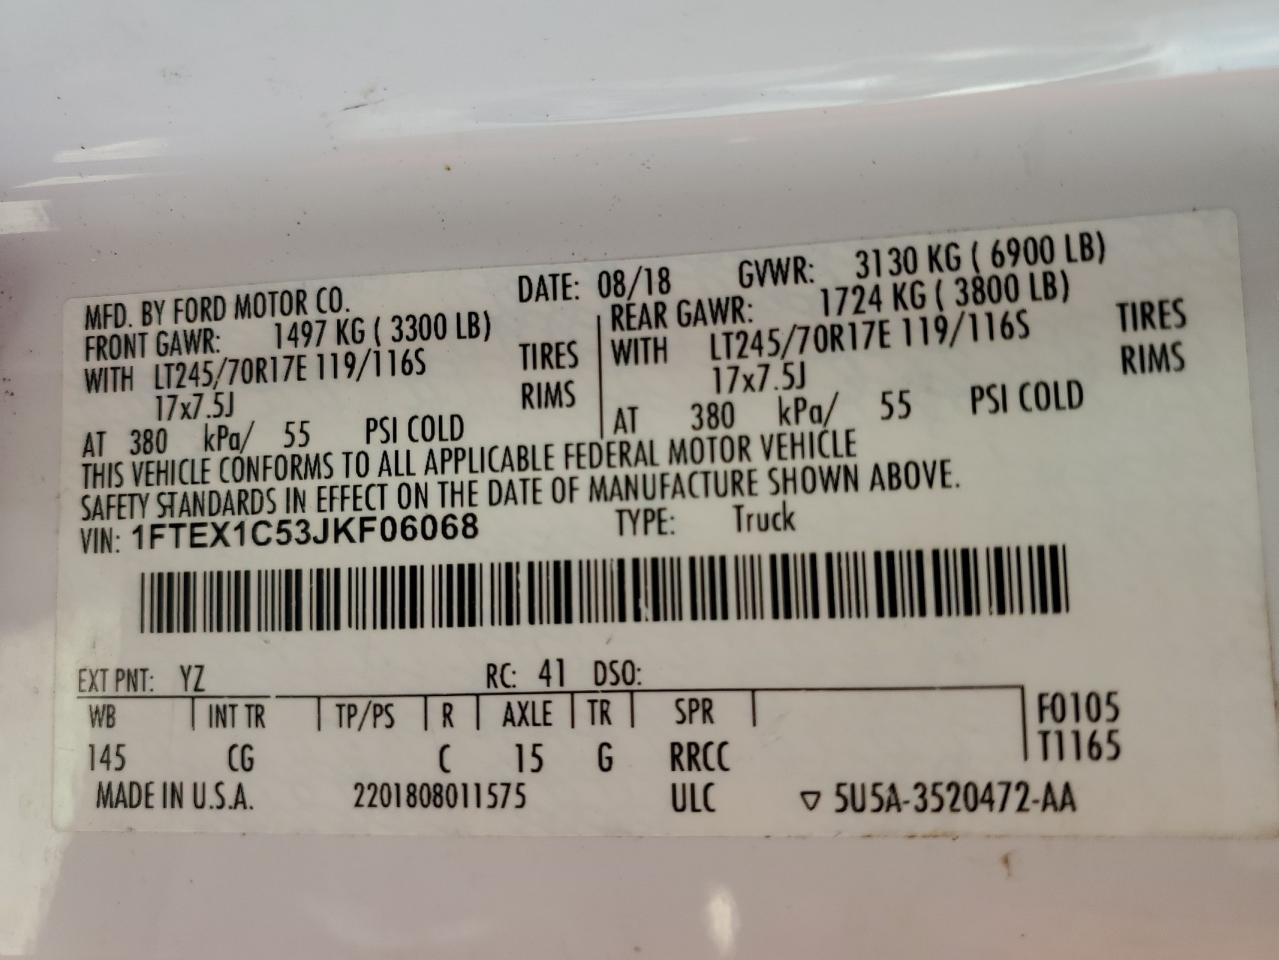 MFD. BY FORD MOTOR CO. DATE: 08/18 GVWR: 3130 KG ( 6900 LB)
FRONT GAWR: 1497 KG ( 3300 LB) REAR GAWR: 1724 KG ( 3800 LB)
WITH LT245/70R17E 119/116S TIRES WITH LT245/70R17E 119/116S TIRES
17x7.5J RIMS 17x7.5J RIMS
AT 380 kPa/ 55 PSI COLD AT 380 kPa/ 55 PSI COLD
THIS VEHICLE CONFORMS TO ALL APPLICABLE FEDERAL MOTOR VEHICLE
SAFETY STANDARDS IN EFFECT ON THE DATE OF MANUFACTURE SHOWN ABOVE.
VIN: 1FTEX1C53JKF06068 TYPE: Truck
EXT PNT: YZ RC: 41 DSO:
WB INT TR TP/PS R AXLE TR SPR F0105
145 CG C 15 G RRCC T1165
MADE IN U.S.A. 2201808011575 ULC ▽ 5U5A-3520472-AA